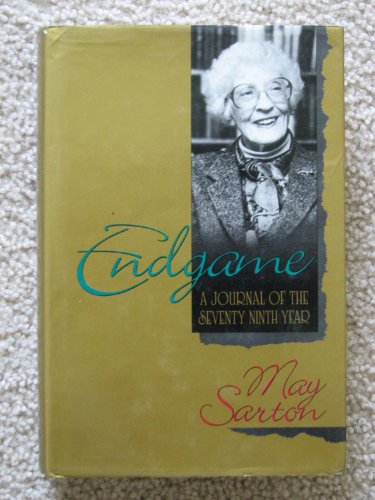 Endgame
A JOURNAL OF THE
SEVENTY NINTH YEAR
May
Sarton